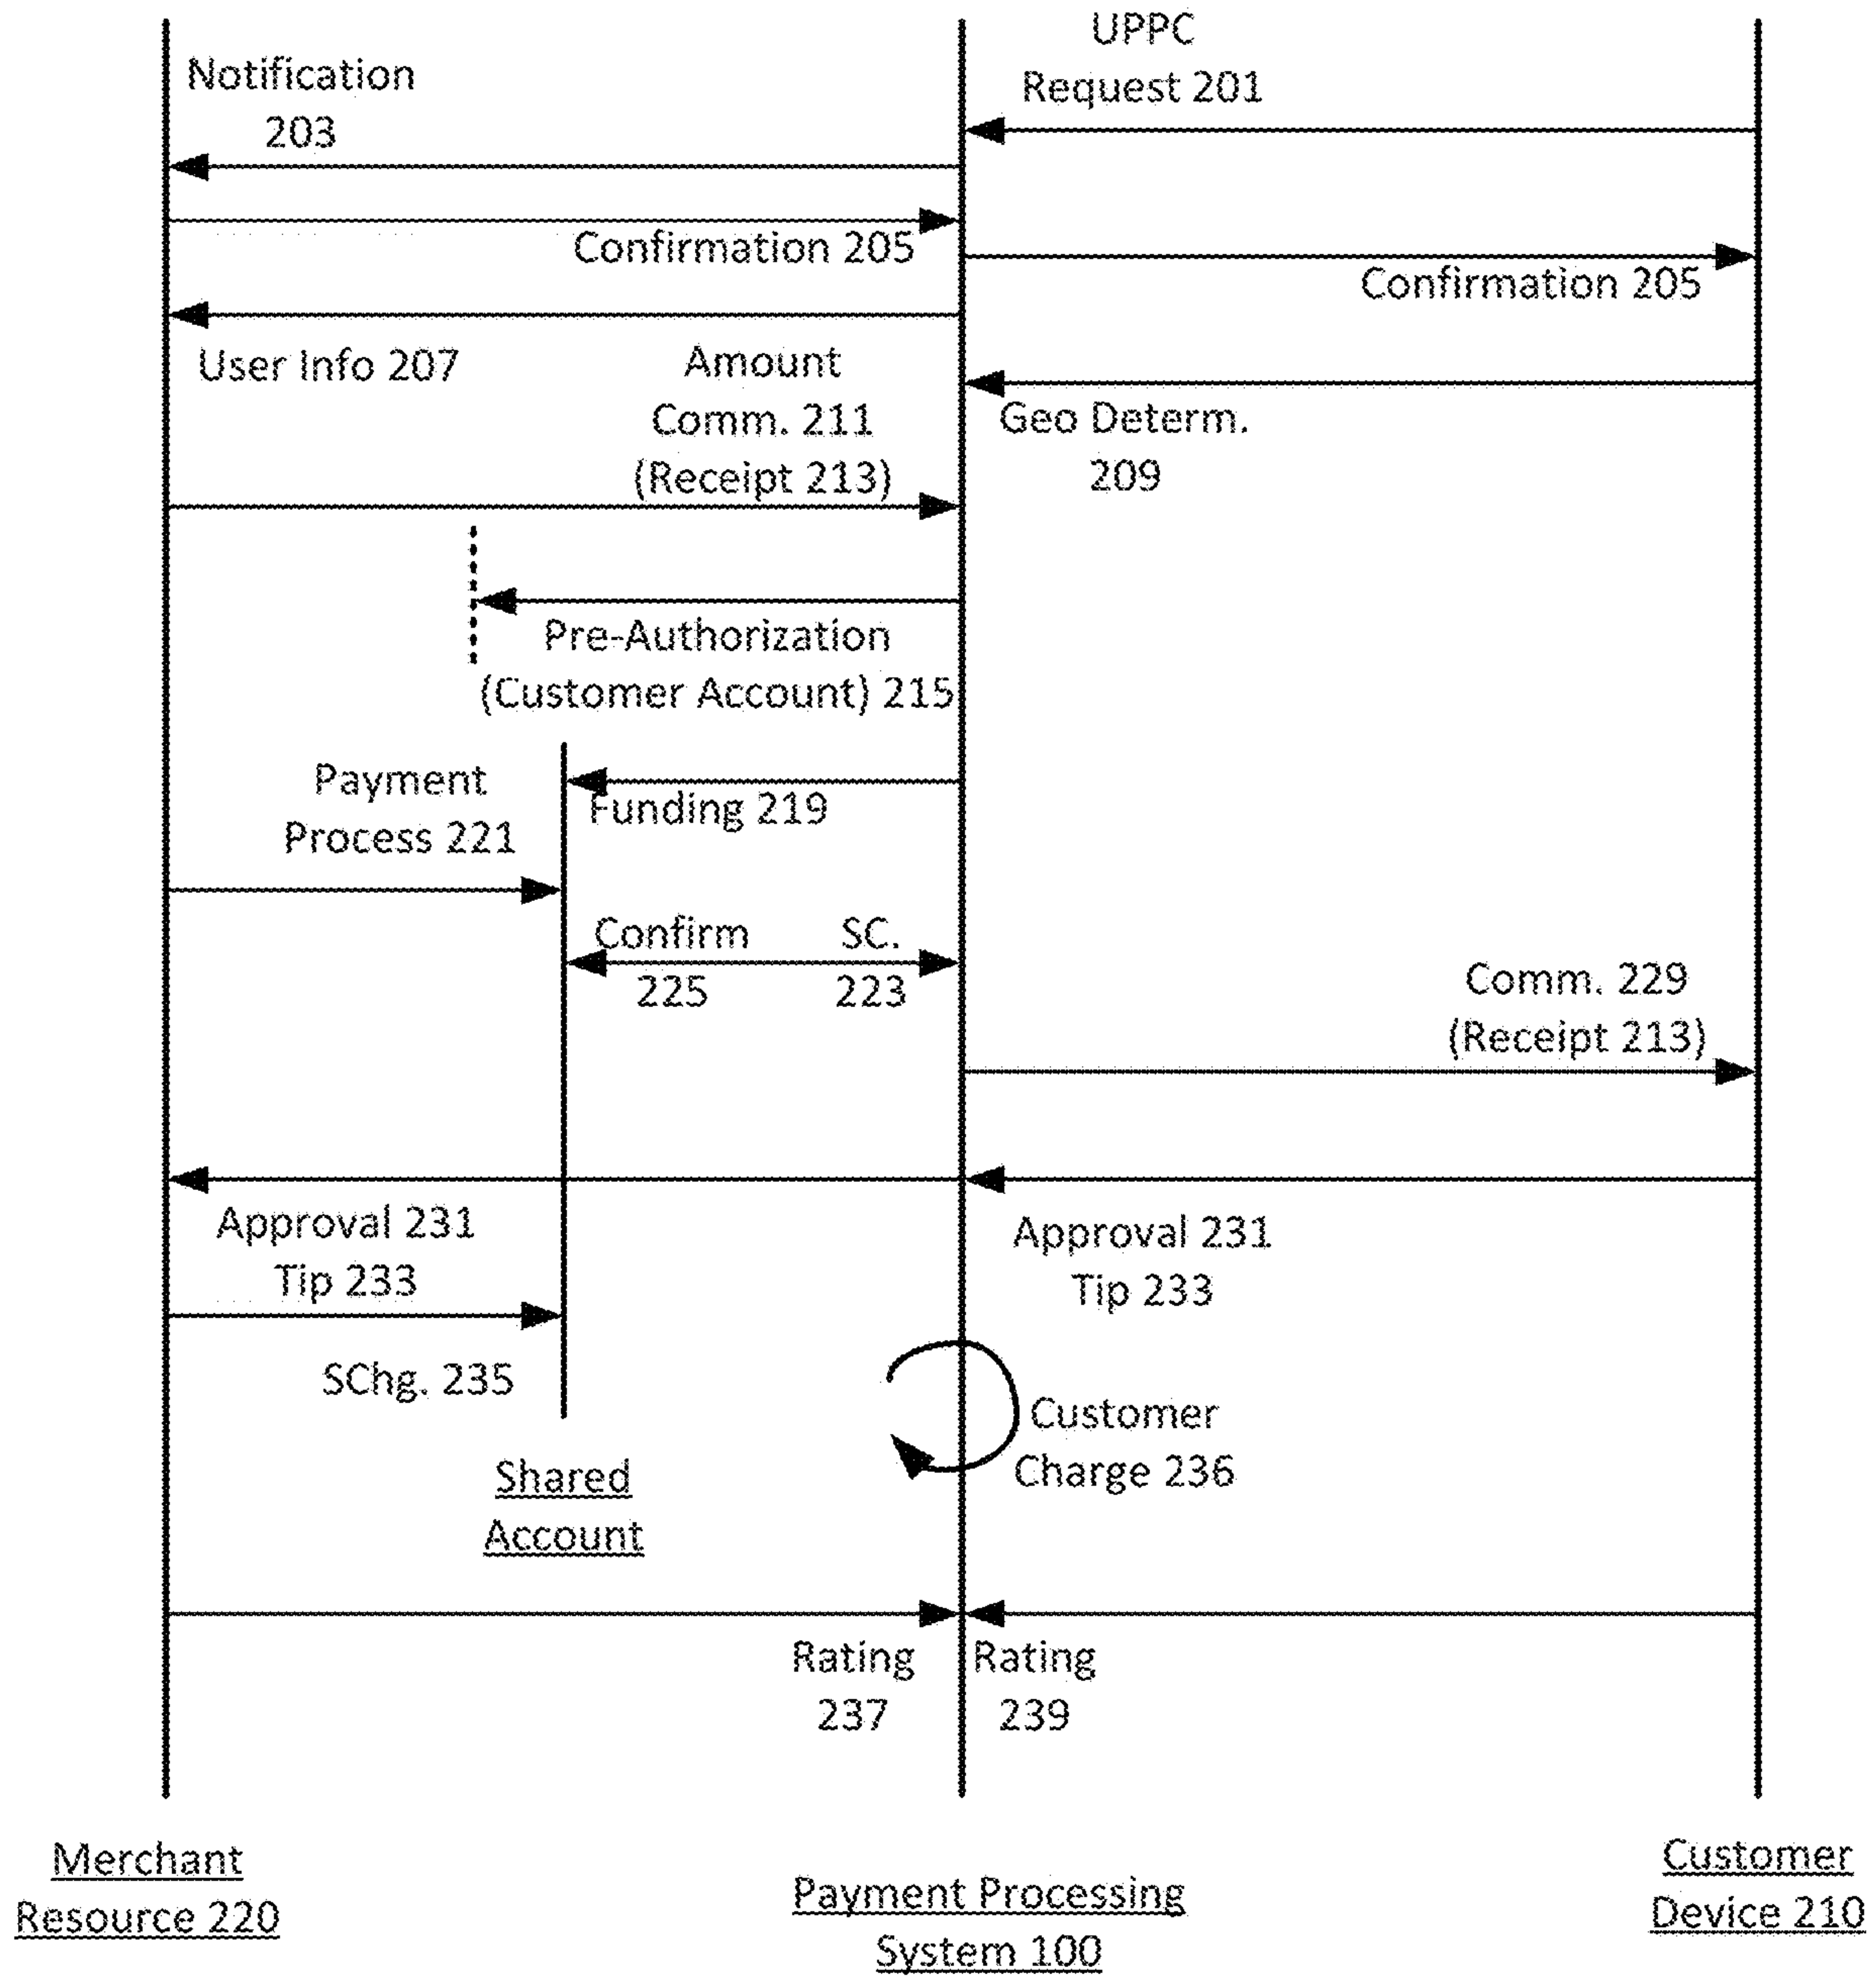 UPPC
Request 201
Notification
203
Confirmation 205
Confirmation 205
User Info 207
Amount
Comm. 211
(Receipt 213)
Geo Determ.
209
Pre-Authorization
(Customer Account) 215
Payment
Process 221
Funding 219
Confirm
225
SC.
223
Comm. 229
(Receipt 213)
Approval 231
Tip 233
Approval 231
Tip 233
SChg. 235
Customer
Charge 236
Shared
Account
Rating
237
Rating
239
Merchant
Resource 220
Payment Processing
System 100
Customer
Device 210